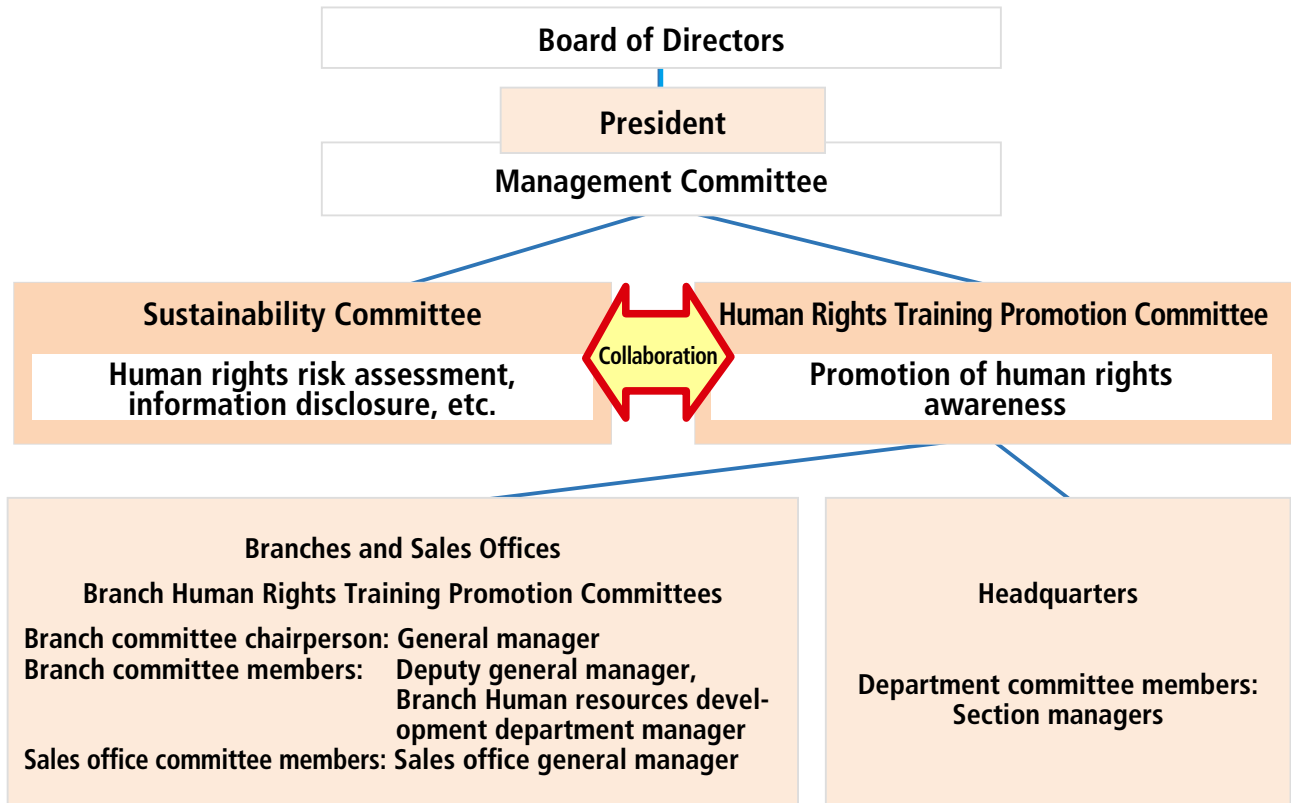 Board of Directors
President
Management Committee
Sustainability Committee
Human rights risk assessment,
information disclosure, etc.
Collaboration
Human Rights Training Promotion Committee
Promotion of human rights
awareness
Branches and Sales Offices
Branch Human Rights Training Promotion Committees
Branch committee chairperson: General manager
Branch committee members: Deputy general manager,
Branch Human resources devel-
opment department manager
Sales office committee members: Sales office general manager
Headquarters
Department committee members:
Section managers